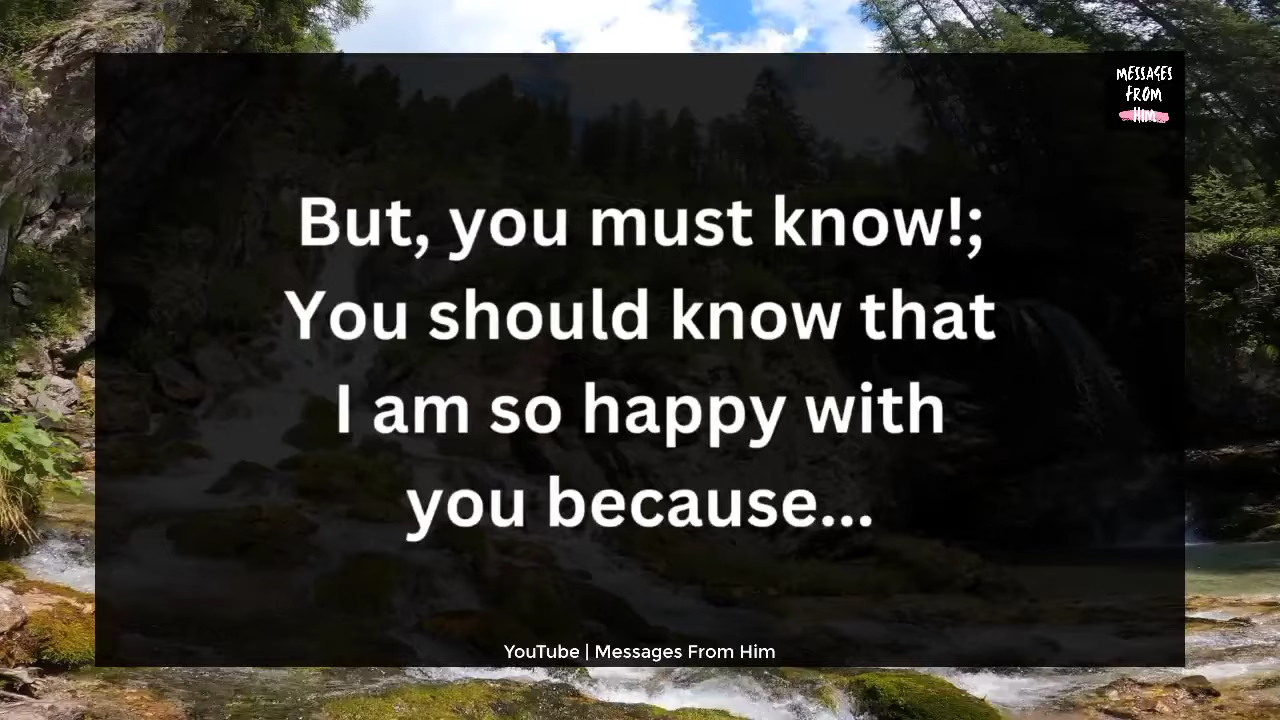 MESSAGES
FROM
HIM
But, you must know!;
You should know that
I am so happy with
you because...
YouTube | Messages From Him